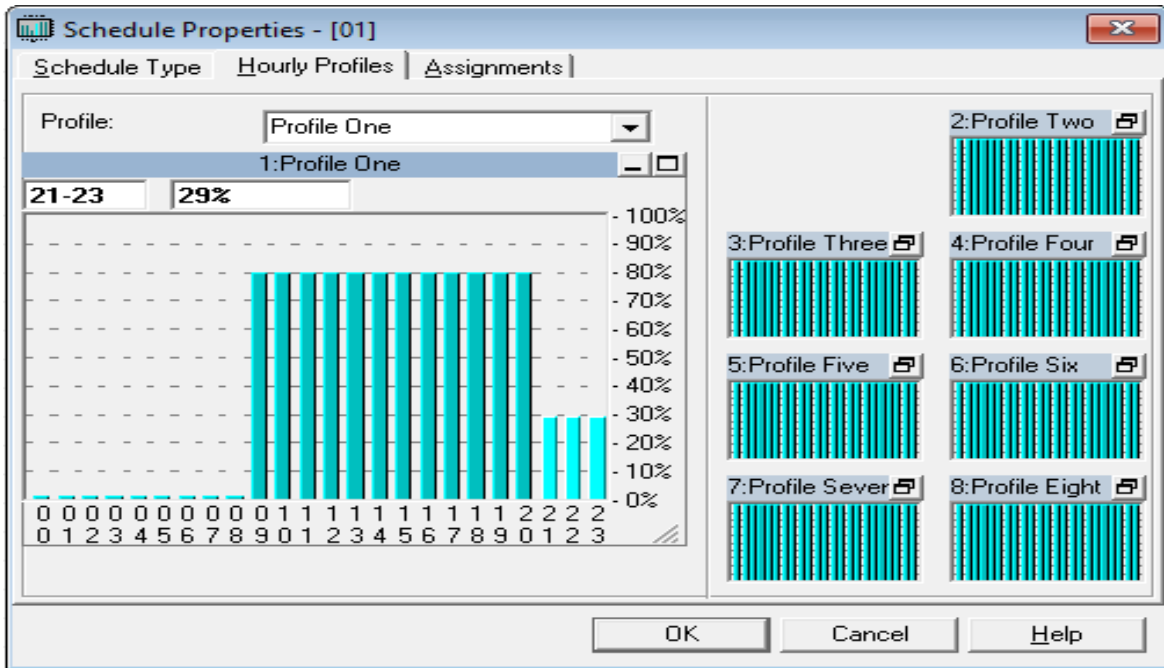 Schedule Properties - [01]
Schedule Type Hourly Profiles Assignments
Profile: Profile One
1:Profile One
21-23 29%
100%
90%
80%
70%
60%
50%
40%
30%
20%
10%
0%
0 0 0 0 0 0 0 0 0 0 1 1 1 1 1 1 1 1 1 1 2 2 2 2
0 1 2 3 4 5 6 7 8 9 0 1 2 3 4 5 6 7 8 9 0 1 2 3
2:Profile Two
3:Profile Three 4:Profile Four
5:Profile Five 6:Profile Six
7:Profile Sever 8:Profile Eight
OK Cancel Help